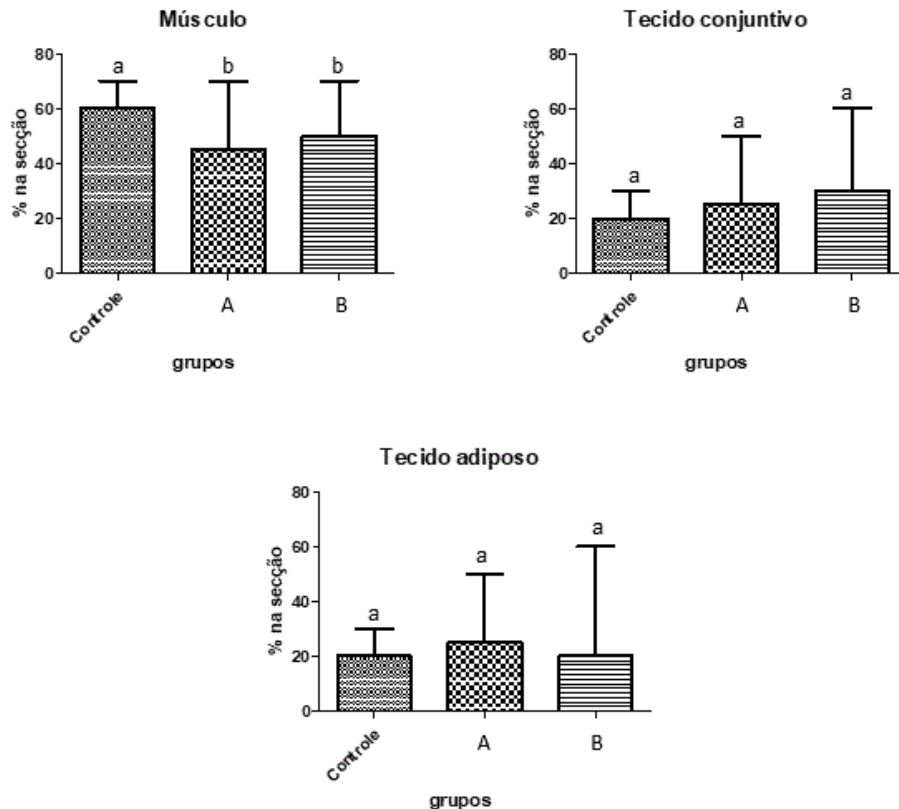 Músculo
80
60
40
20
0
% na secção
a
b
b
Controle
A
B
grupos
Tecido conjuntivo
80
60
40
20
0
% na secção
a
a
a
Controle
A
B
grupos
Tecido adiposo
80
60
40
20
0
% na secção
a
a
a
Controle
A
B
grupos